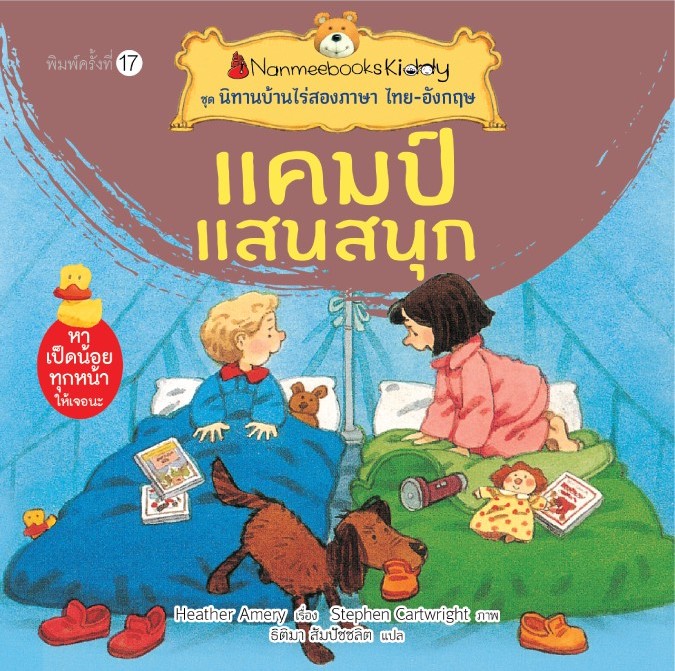 พิมพ์ครั้งที่ 17
Nanmeebooks Kiddy
ชุด นิทานบ้านไร่สองภาษา ไทย-อังกฤษ
แคมป์
แสนสนุก
หา
เป็ดน้อย
ทุกหน้า
ให้เจอนะ
Heather Amery เรื่อง Stephen Cartwright ภาพ
ธิติมา สัมปัชชลิต แปล